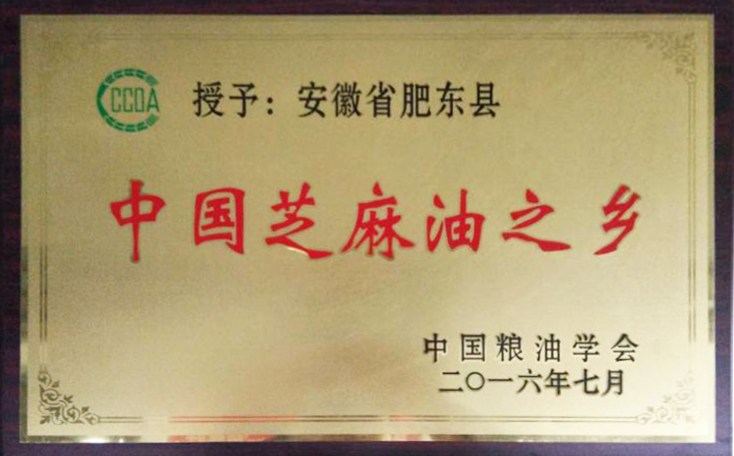 CCOA
授予：安徽省肥东县
中国芝麻油之乡
中国粮油学会
二〇一六年七月